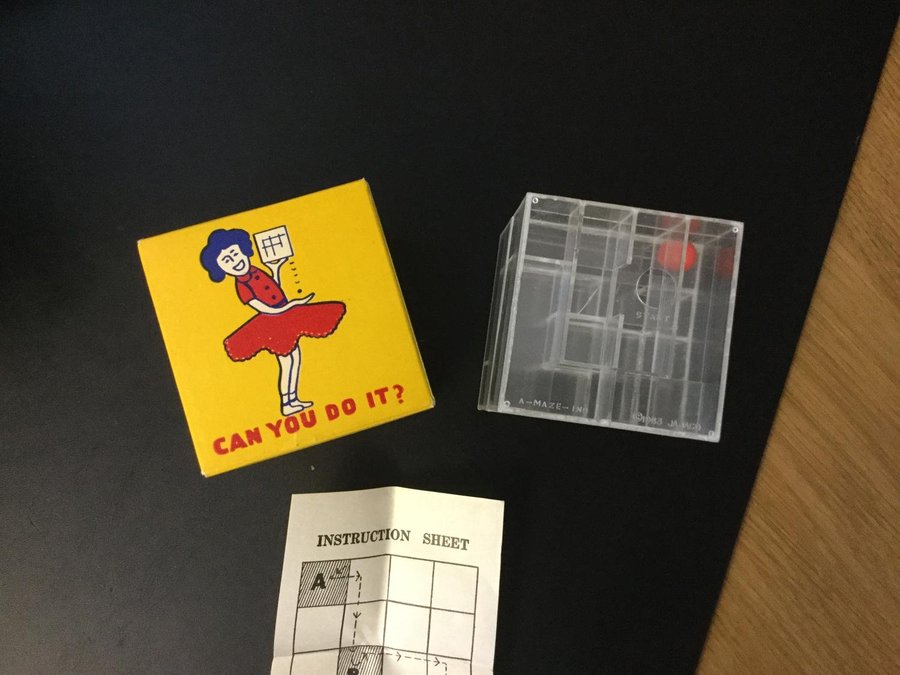 CAN YOU DO IT?
START
A-MAZE-ING
INSTRUCTION SHEET
A
B